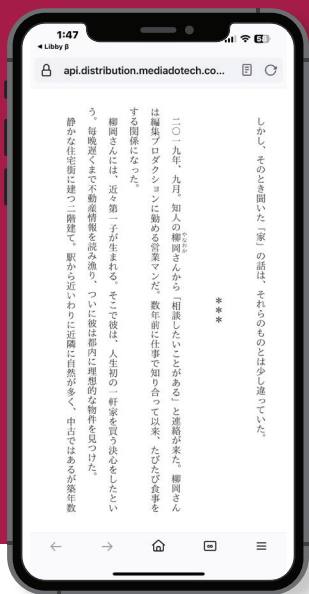 1:47
◀ Libby β
api.distribution.mediadotech.co...
しかし、そのとき聞いた「家」の話は、それらのものとは少し違っていた。
***
二〇一九年、九月。知人の柳岡さんから「相談したいことがある」と連絡が来た。柳岡さん
やなおか
は編集プロダクションに勤める営業マンだ。数年前に仕事で知り合って以来、たびたび食事を
する関係になった。
柳岡さんには、近々第一子が生まれる。そこで彼は、人生初の一軒家を買う決心をしたとい
う。毎晩遅くまで不動産情報を読み漁り、ついに彼は都内に理想的な物件を見つけた。
静かな住宅街に建つ二階建て。駅から近いわりに近隣に自然が多く、中古ではあるが築年数